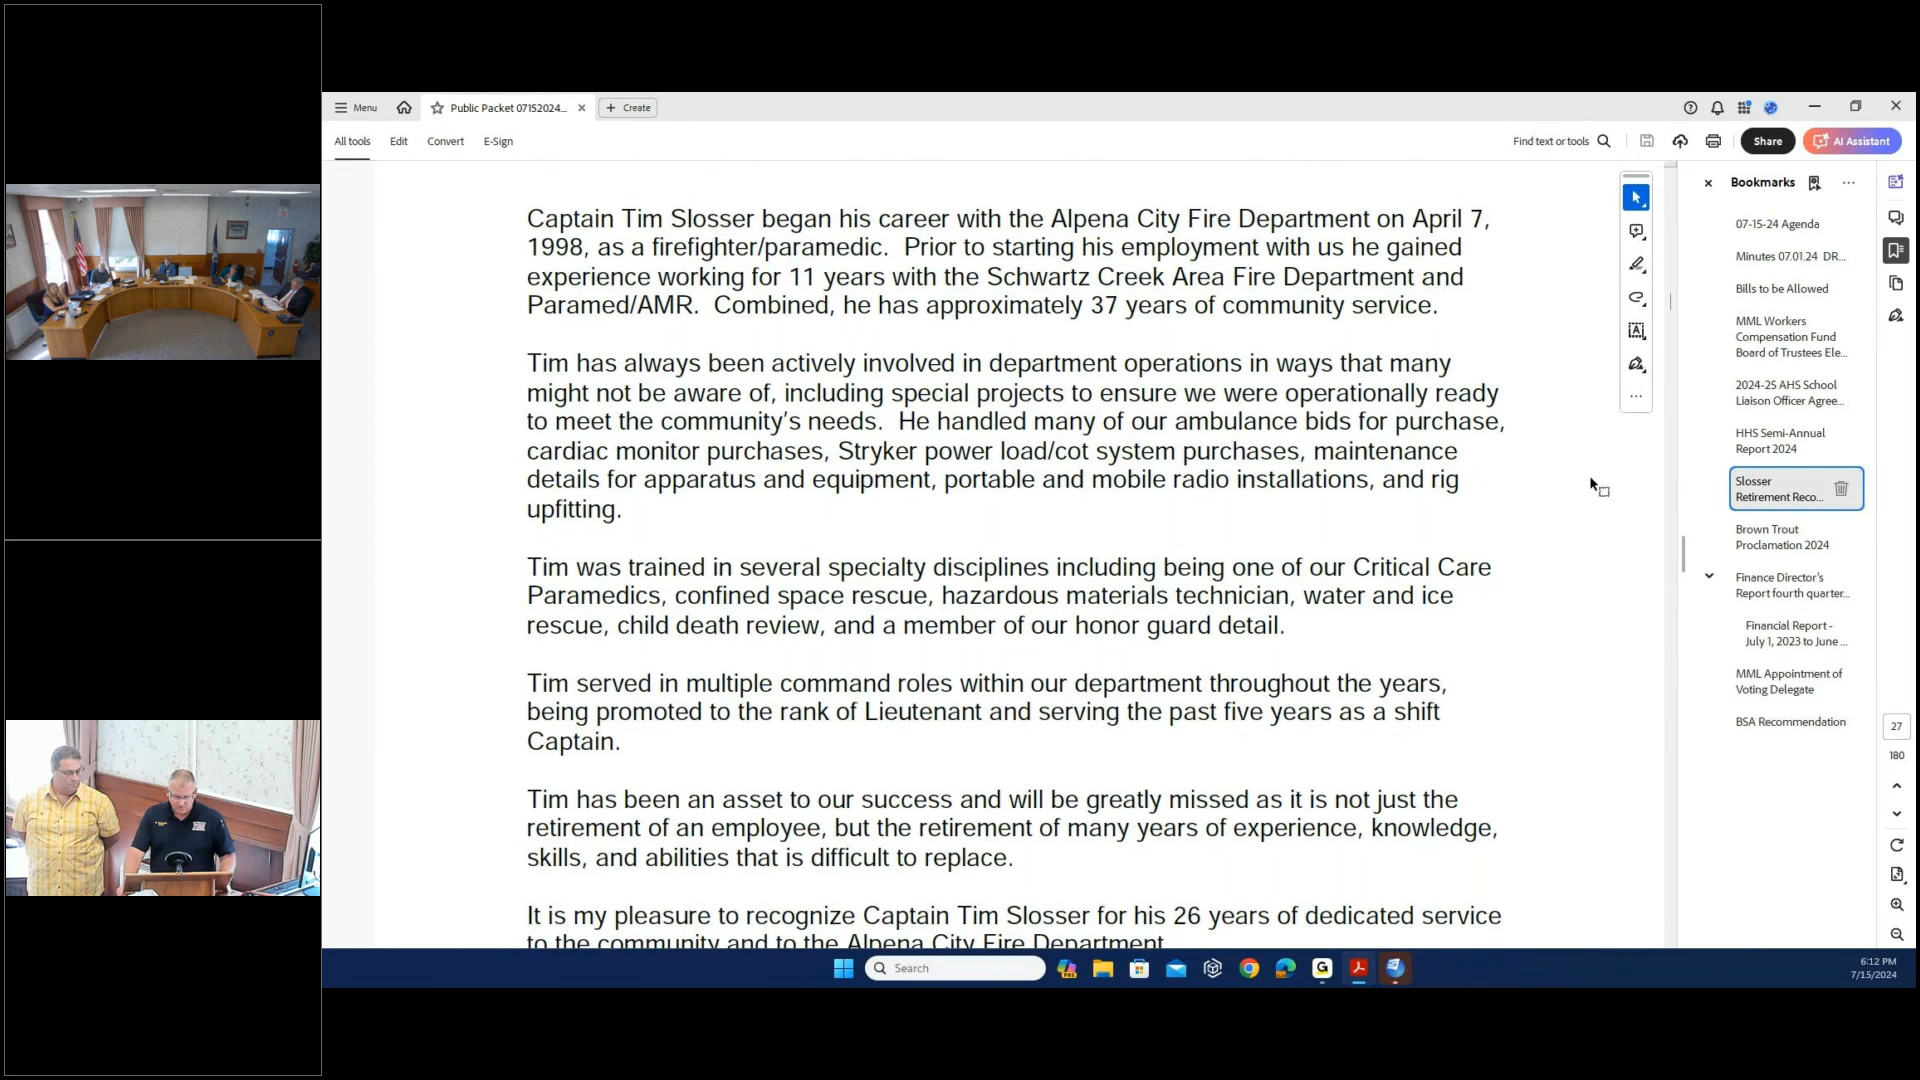 Menu
Public Packet 07152024...
Create
All tools
Edit
Convert
E-Sign
Find text or tools
Share
AI Assistant
Captain Tim Slosser began his career with the Alpena City Fire Department on April 7,
1998, as a firefighter/paramedic.  Prior to starting his employment with us he gained
experience working for 11 years with the Schwartz Creek Area Fire Department and
Paramed/AMR.  Combined, he has approximately 37 years of community service.
Tim has always been actively involved in department operations in ways that many
might not be aware of, including special projects to ensure we were operationally ready
to meet the community’s needs.  He handled many of our ambulance bids for purchase,
cardiac monitor purchases, Stryker power load/cot system purchases, maintenance
details for apparatus and equipment, portable and mobile radio installations, and rig
upfitting.
Tim was trained in several specialty disciplines including being one of our Critical Care
Paramedics, confined space rescue, hazardous materials technician, water and ice
rescue, child death review, and a member of our honor guard detail.
Tim served in multiple command roles within our department throughout the years,
being promoted to the rank of Lieutenant and serving the past five years as a shift
Captain.
Tim has been an asset to our success and will be greatly missed as it is not just the
retirement of an employee, but the retirement of many years of experience, knowledge,
skills, and abilities that is difficult to replace.
It is my pleasure to recognize Captain Tim Slosser for his 26 years of dedicated service
to the community and to the Alpena City Fire Department.
Bookmarks
07-15-24 Agenda
Minutes 07.01.24 DR...
Bills to be Allowed
MML Workers
Compensation Fund
Board of Trustees Ele...
2024-25 AHS School
Liaison Officer Agree...
HHS Semi-Annual
Report 2024
Slosser
Retirement Reco...
Brown Trout
Proclamation 2024
Finance Director's
Report fourth quarter...
Financial Report -
July 1, 2023 to June ...
MML Appointment of
Voting Delegate
BSA Recommendation
27
180
Search
6:12 PM
7/15/2024